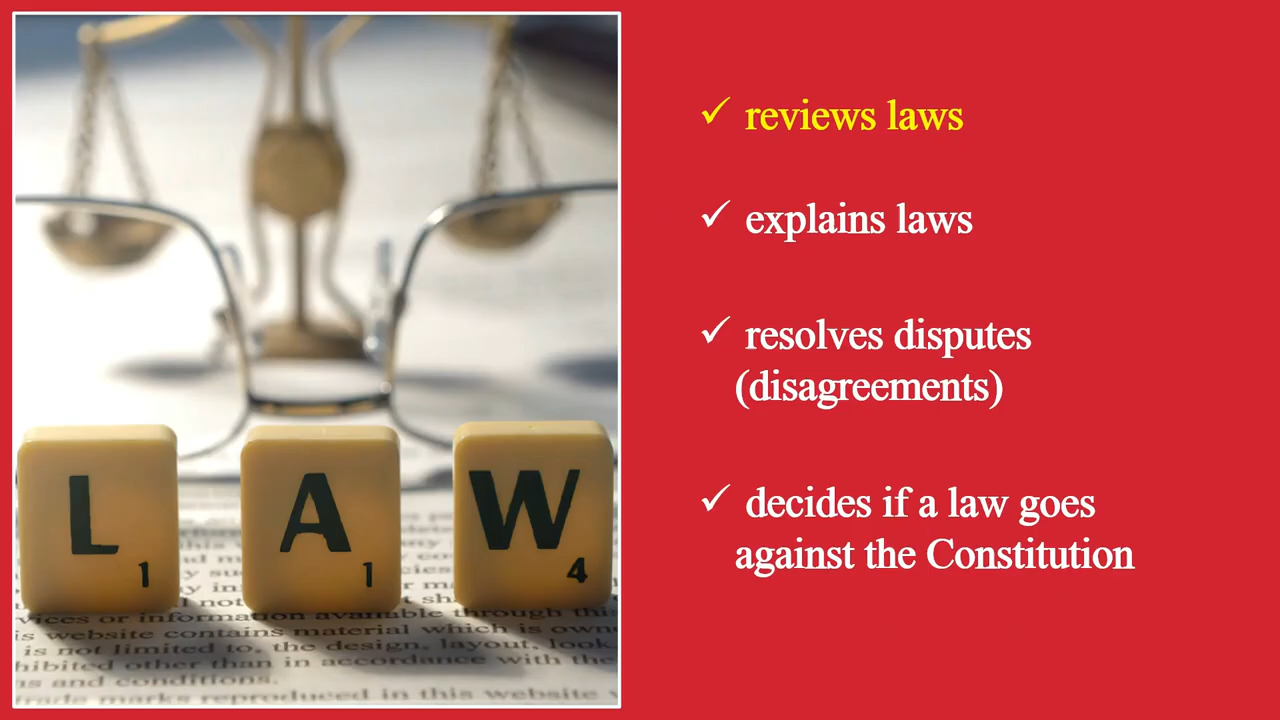 ✓ reviews laws
✓ explains laws
✓ resolves disputes
(disagreements)
✓ decides if a law goes
against the Constitution
L 1 A 1 W 4
vices or information available through this
is website contains material which is own
is not limited to, the design, layout, look,
hibited other than in accordance with the
ns and conditions.
trade marks reproduced in this website